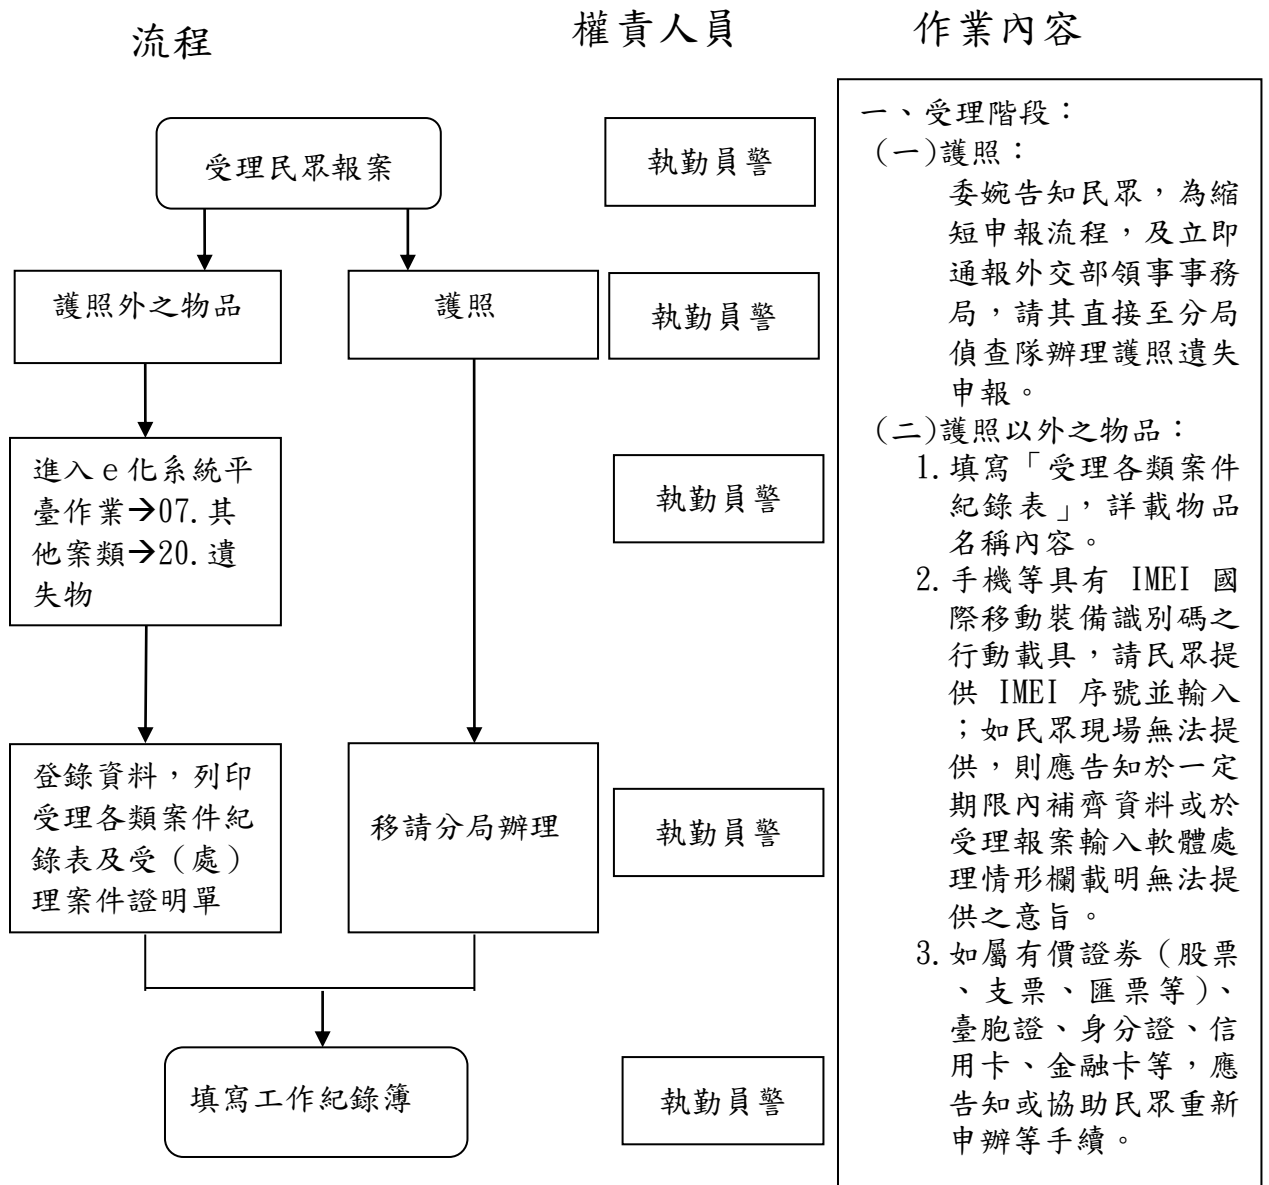 流程
權責人員
作業內容
受理民眾報案
執勤員警
護照外之物品
護照
執勤員警
進入e化系統平
臺作業→07.其
他案類→20.遺
失物
執勤員警
登錄資料，列印
受理各類案件紀
錄表及受（處）
理案件證明單
移請分局辦理
執勤員警
填寫工作紀錄簿
執勤員警
一、受理階段：
(一)護照：
委婉告知民眾，為縮
短申報流程，及立即
通報外交部領事事務
局，請其直接至分局
偵查隊辦理護照遺失
申報。
(二)護照以外之物品：
1.填寫「受理各類案件
紀錄表」，詳載物品
名稱內容。
2.手機等具有 IMEI 國
際移動裝備識別碼之
行動載具，請民眾提
供 IMEI 序號並輸入
；如民眾現場無法提
供，則應告知於一定
期限內補齊資料或於
受理報案輸入軟體處
理情形欄載明無法提
供之意旨。
3.如屬有價證券（股票
、支票、匯票等）、
臺胞證、身分證、信
用卡、金融卡等，應
告知或協助民眾重新
申辦等手續。